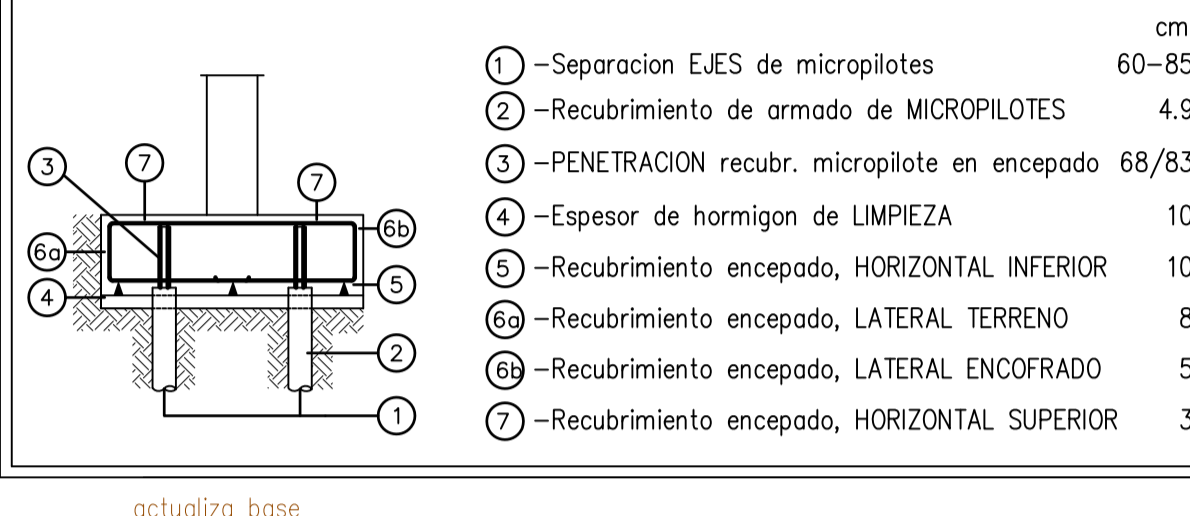 cm
1 -Separacion EJES de micropilotes 60-85
2 -Recubrimiento de armado de MICROPILOTES 4.9
3 -PENETRACION recubr. micropilote en encepado 68/83
4 -Espesor de hormigon de LIMPIEZA 10
5 -Recubrimiento encepado, HORIZONTAL INFERIOR 10
6a -Recubrimiento encepado, LATERAL TERRENO 8
6b -Recubrimiento encepado, LATERAL ENCOFRADO 5
7 -Recubrimiento encepado, HORIZONTAL SUPERIOR 3
3
7
7
6a
6b
4
5
2
1
actualiza base